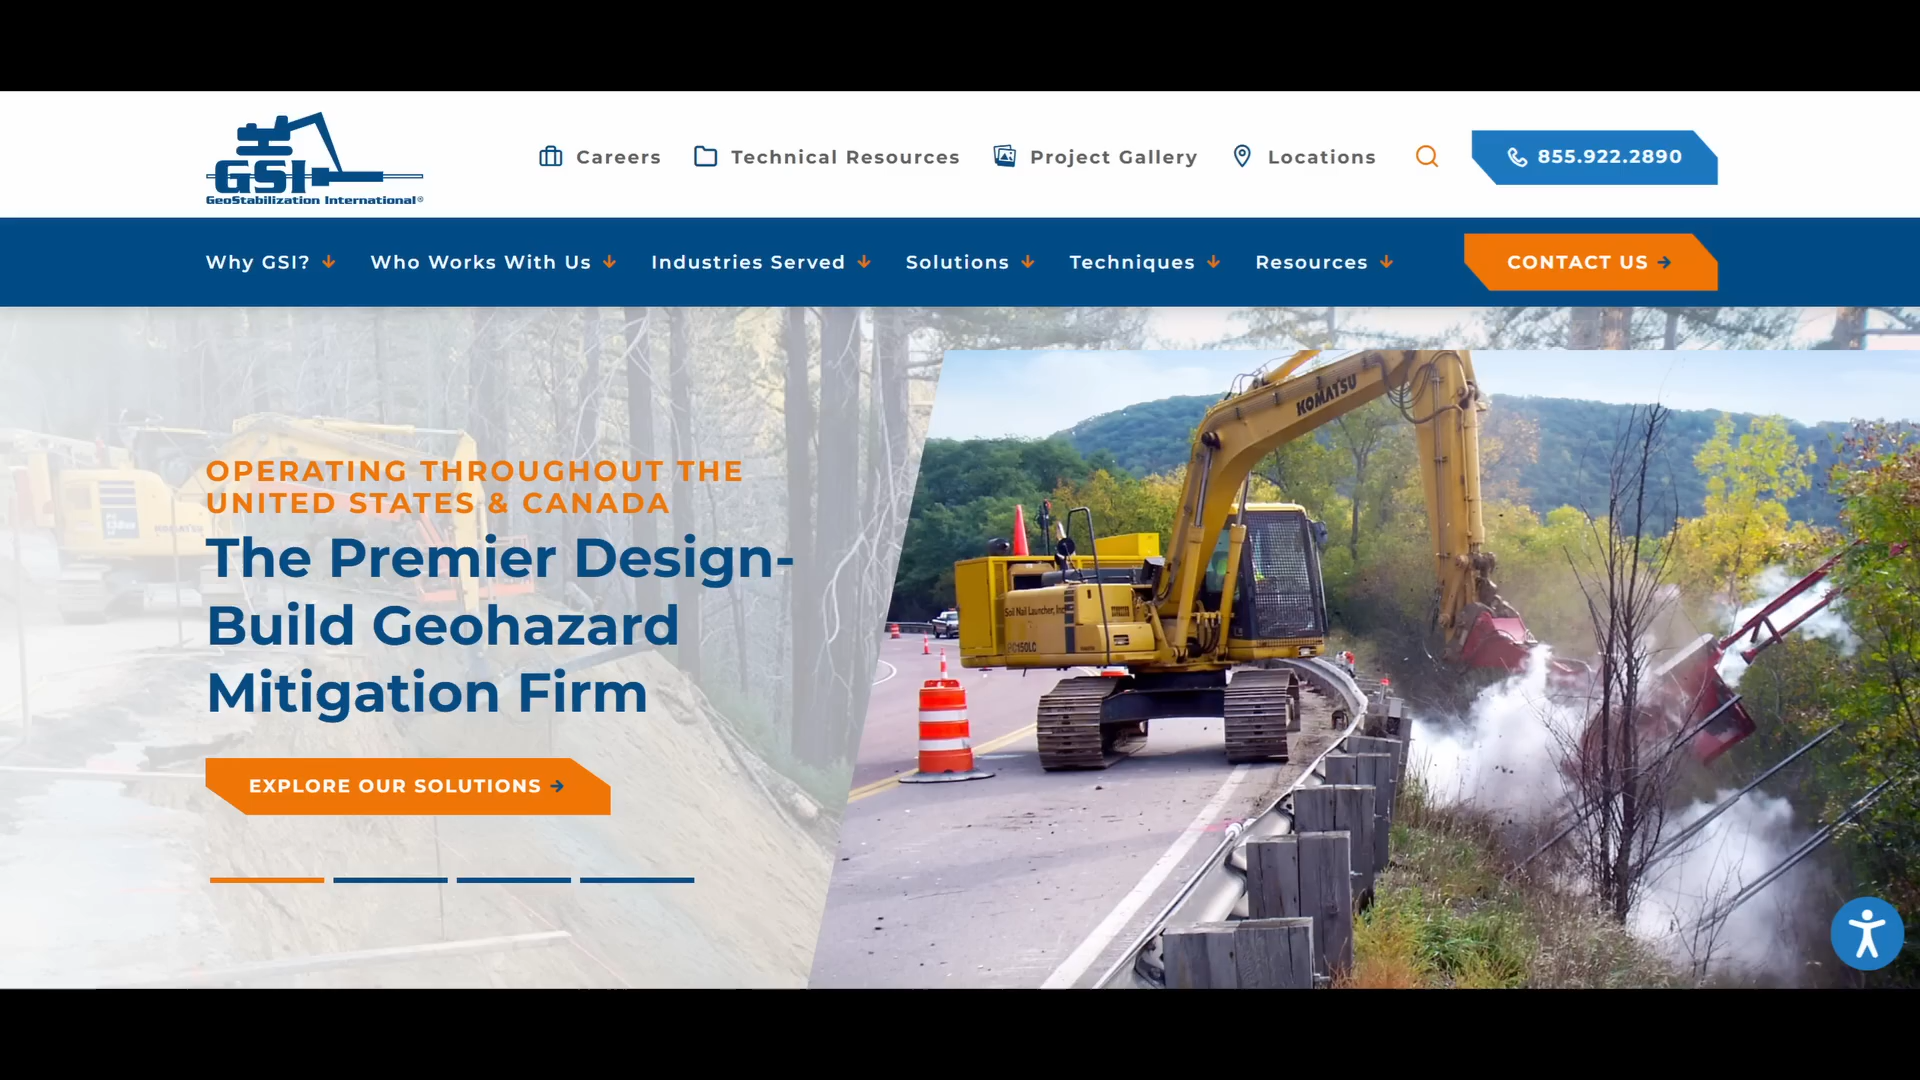 GSI
GeoStabilization International®
Careers
Technical Resources
Project Gallery
Locations
855.922.2890
Why GSI?
Who Works With Us
Industries Served
Solutions
Techniques
Resources
CONTACT US
OPERATING THROUGHOUT THE
UNITED STATES & CANADA
The Premier Design-
Build Geohazard
Mitigation Firm
EXPLORE OUR SOLUTIONS
KOMATSU
Soil Nail Launcher, Inc
PC150LC
KOMATSU